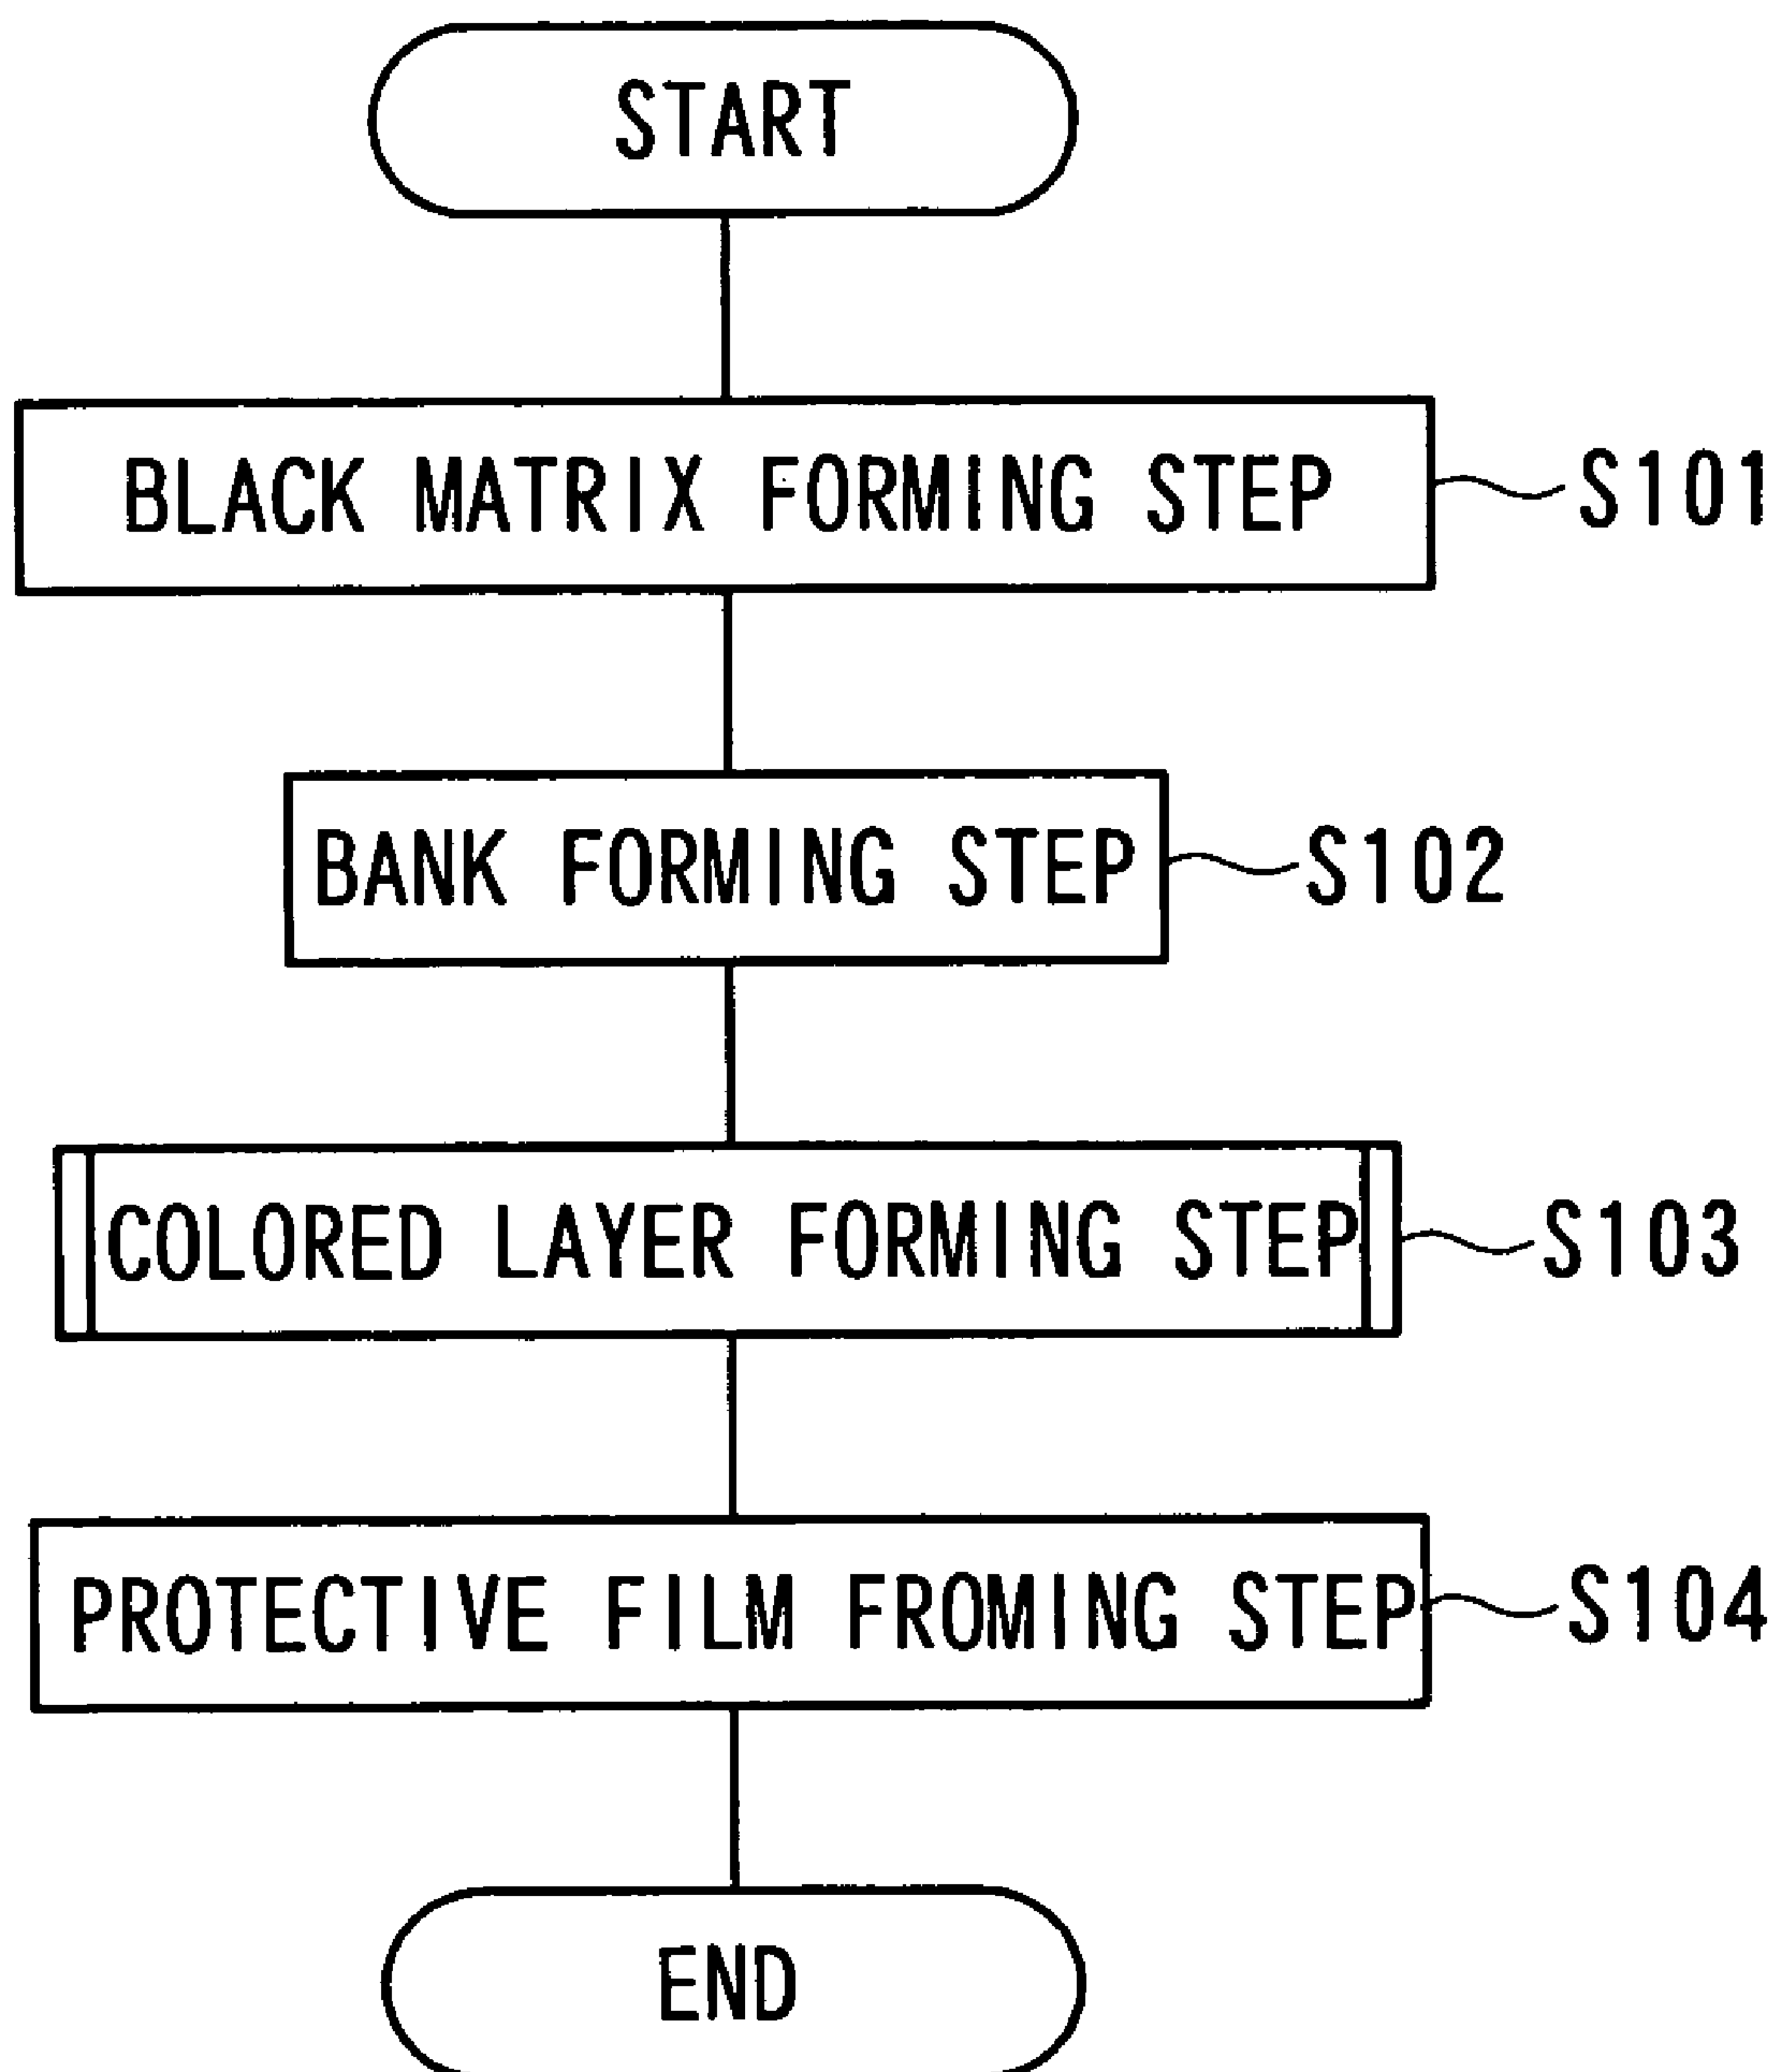 START
BLACK MATRIX FORMING STEP
S101
BANK FORMING STEP
S102
COLORED LAYER FORMING STEP
S103
PROTECTIVE FILM FROMING STEP
S104
END